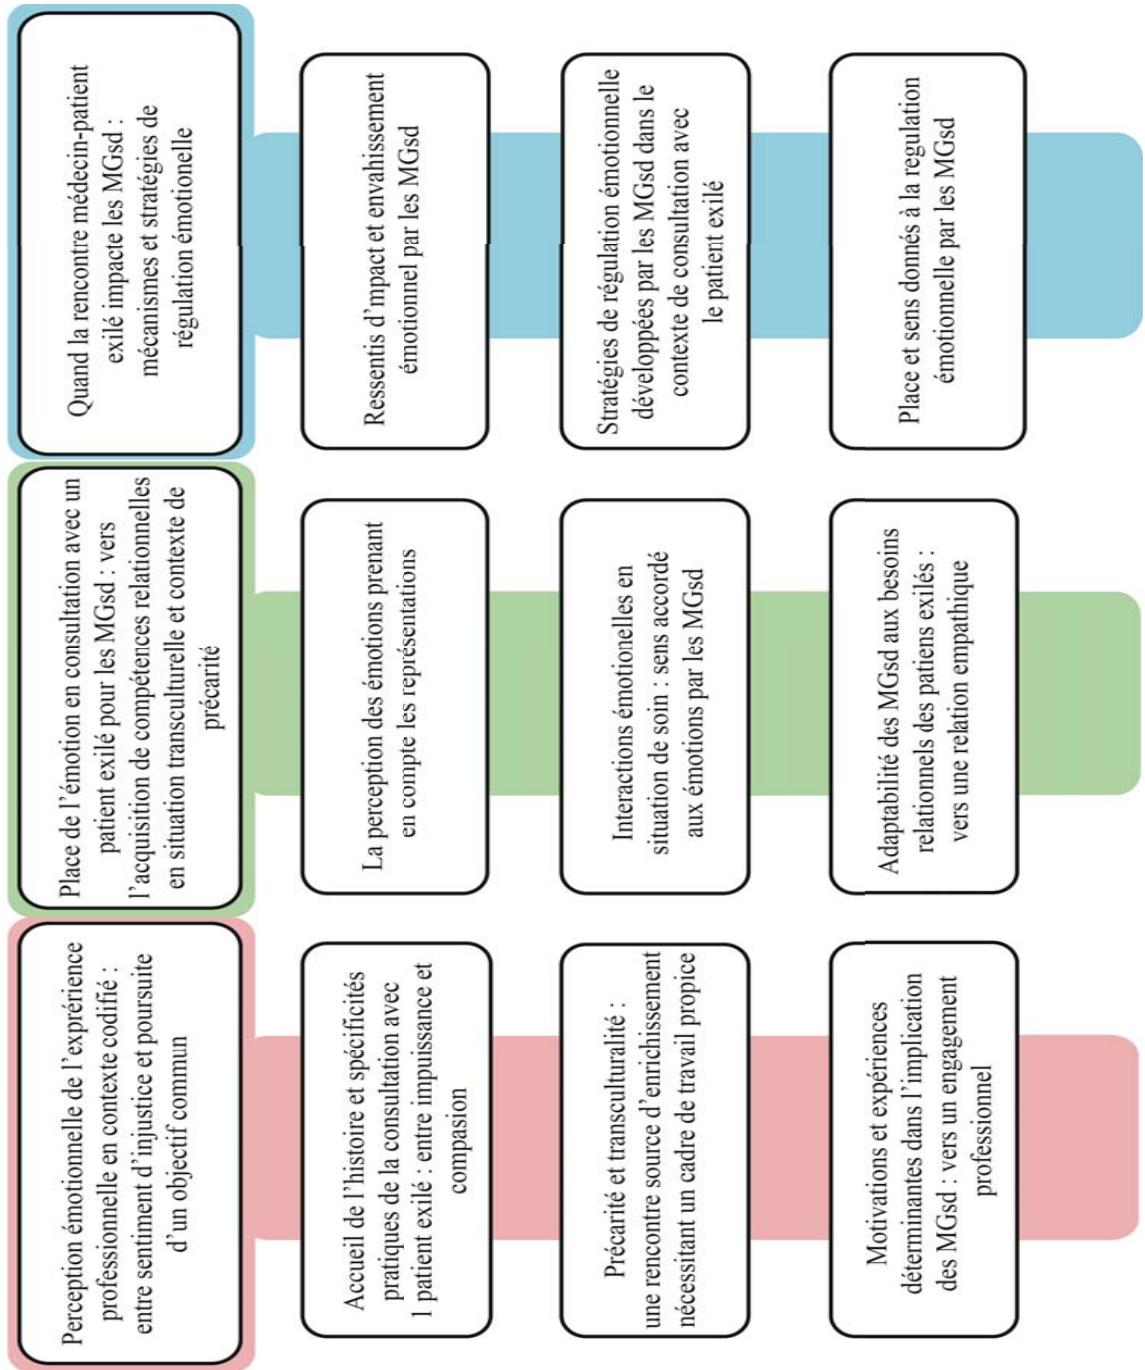 Perception émotionnelle de l'exprérience
professionnelle en contexte codifié :
entre sentiment d'injustice et poursuite
d'un objectif commun
Accueil de l'histoire et spécificités
pratiques de la consultation avec
l patient exilé : entre impuissance et
compasion
Précarité et transculturalité :
une rencontre source d'enrichissement
nécessitant un cadre de travail propice
Motivations et expériences
déterminantes dans l'implication
des MGsd : vers un engagement
professionnel
Place de l'émotion en consultation avec un
patient exilé pour les MGsd : vers
l'acquisition de compétences relationnelles
en situation transculturelle et contexte de
précarité
La perception des émotions prenant
en compte les représentations
Interactions émotionelles en
situation de soin : sens accordé
aux émotions par les MGsd
Adaptabilité des MGsd aux besoins
relationnels des patiens exilés :
vers une relation empathique
Quand la rencontre médecin-patient
exilé impacte les MGsd :
mécanismes et stratégies de
régulation émotionelle
Ressentis d'mpact et envahissement
émotionnel par les MGsd
Stratégies de régulation émotionnelle
développées par les MGsd dans le
contexte de consultation avec
le patient exilé
Place et sens donnés à la regulation
émotionnelle par les MGsd